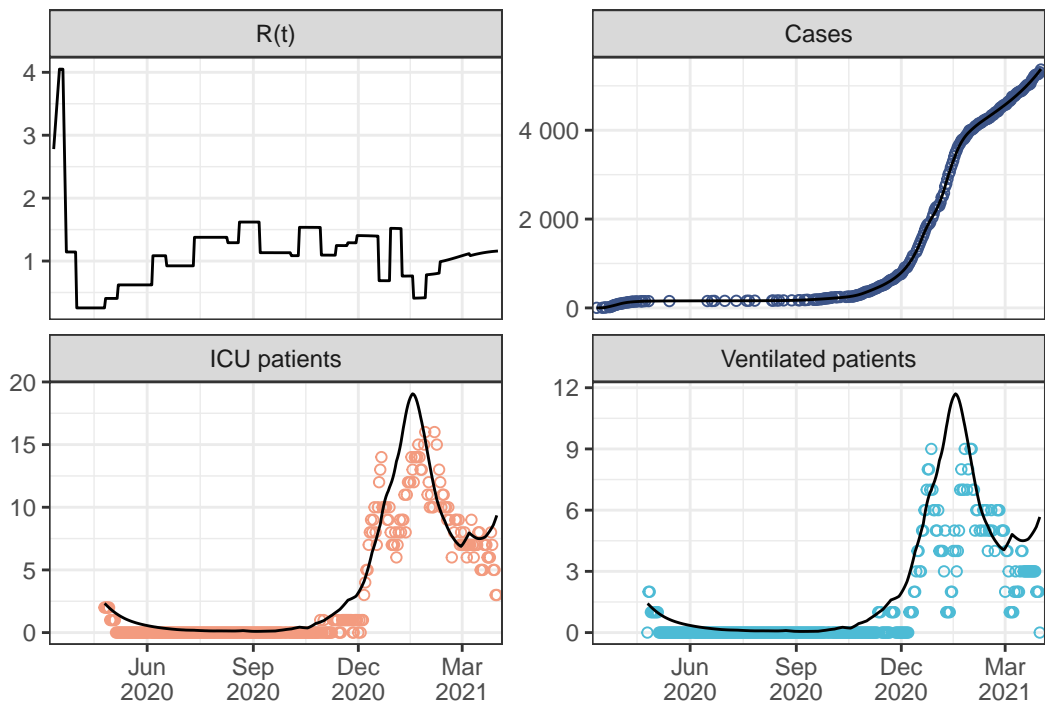 R(t)
Cases
4
3
2
1
4 000
2 000
0
ICU patients
Ventilated patients
20
15
10
5
0
12
9
6
3
0
Jun Sep Dec Mar
2020 2020 2020 2021
Jun Sep Dec Mar
2020 2020 2020 2021